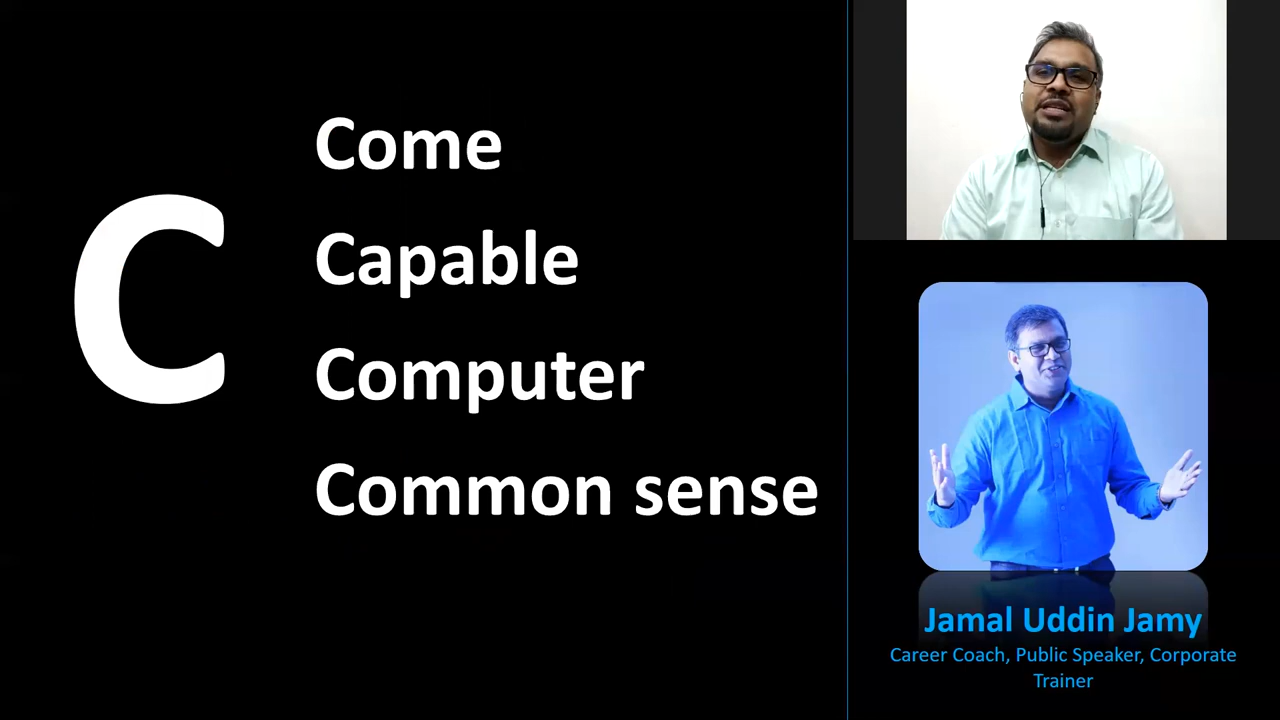 C
Come
Capable
Computer
Common sense
Jamal Uddin Jamy
Career Coach, Public Speaker, Corporate
Trainer